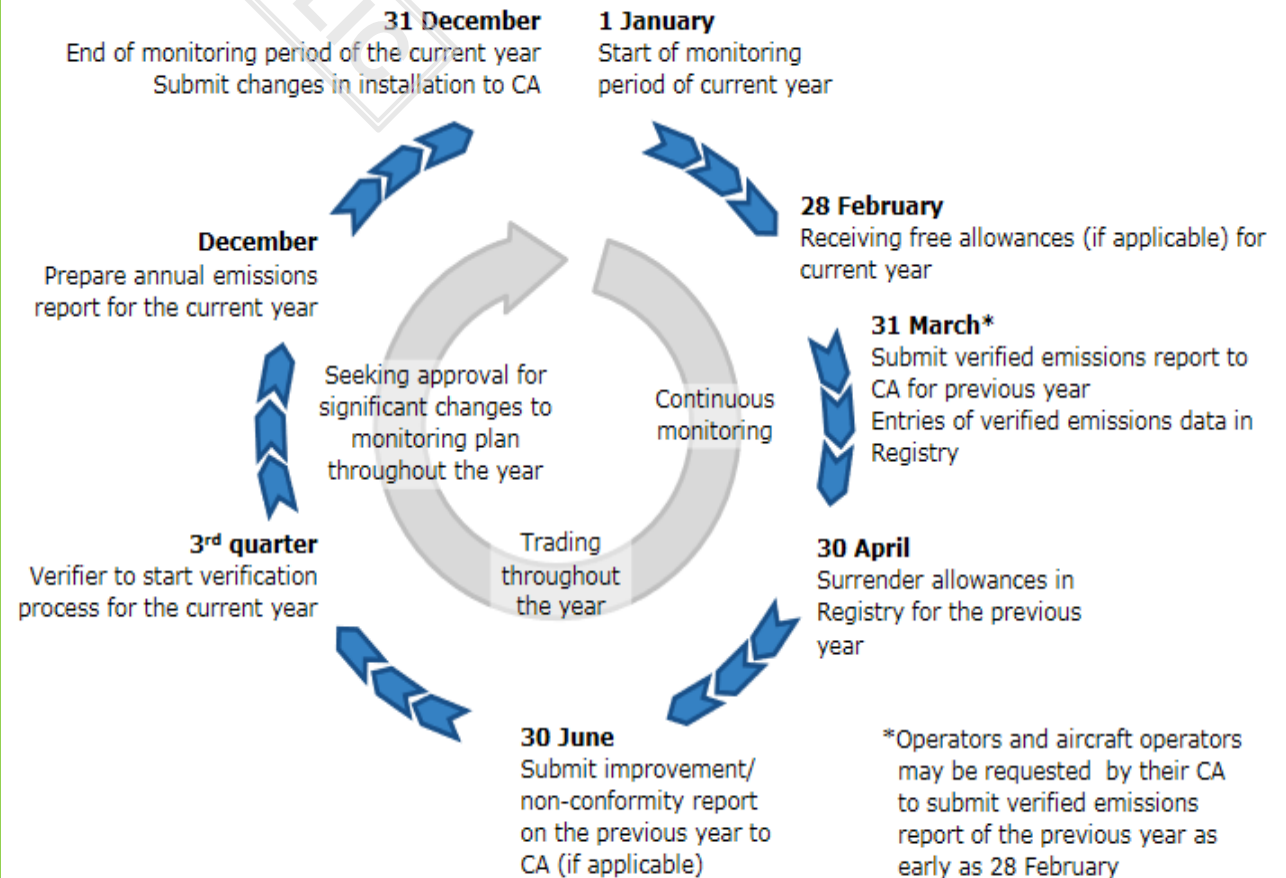 31 December
End of monitoring period of the current year
Submit changes in installation to CA
1 January
Start of monitoring
period of current year
28 February
Receiving free allowances (if applicable) for
current year
31 March*
Submit verified emissions report to
CA for previous year
Entries of verified emissions data in
Registry
30 April
Surrender allowances in
Registry for the previous
year
30 June
Submit improvement/
non-conformity report
on the previous year to
CA (if applicable)
3rd quarter
Verifier to start verification
process for the current year
December
Prepare annual emissions
report for the current year
Seeking approval for
significant changes to
monitoring plan
throughout the year
Continuous
monitoring
Trading
throughout
the year
*Operators and aircraft operators
may be requested by their CA
to submit verified emissions
report of the previous year as
early as 28 February